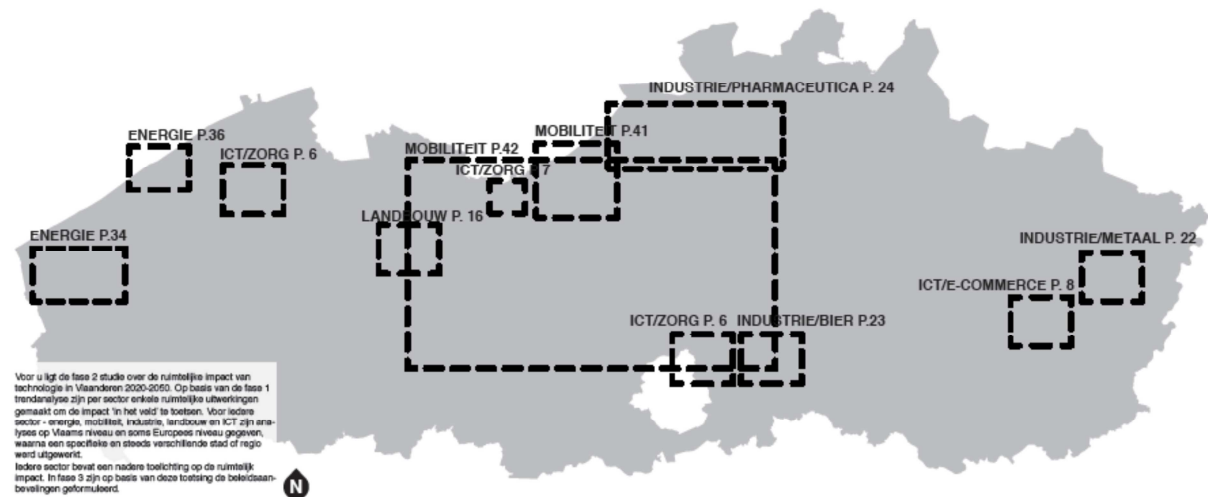 INDUSTRIE/PHARMACEUTICA P. 24
ENERGIE P.36
MOBILITEIT P.41
ICT/ZORG P. 6
MOBILITEIT P.42
ICT/ZORG 7
LANDBOUW P. 16
ENERGIE P.34
INDUSTRIE/METAAL P. 22
ICT/E-COMMERCE P. 8
ICT/ZORG P. 6
INDUSTRIE/BIER P.23
Voor u ligt de fase 2 studie over de ruimtelijke impact van
technologie in Vlaanderen 2020-2050. Op basis van de fase 1
trendanalyse zijn per sector enkele ruimtelijke uitwerkingen
gemaakt om de impact 'in het veld' te toetsen. Voor iedere
sector - energie, mobiliteit, industrie, landbouw en ICT zijn ana-
lyses op Vlaams niveau en soms Europees niveau gegeven,
waarna een specifieke en steeds verschillende stad of regio
werd uitgewerkt.
Iedere sector bevat een nadere toelichting op de ruimtelijk
impact. In fase 3 zijn op basis van deze toetsing de beleidsaan-
bevelingen geformuleerd.
N